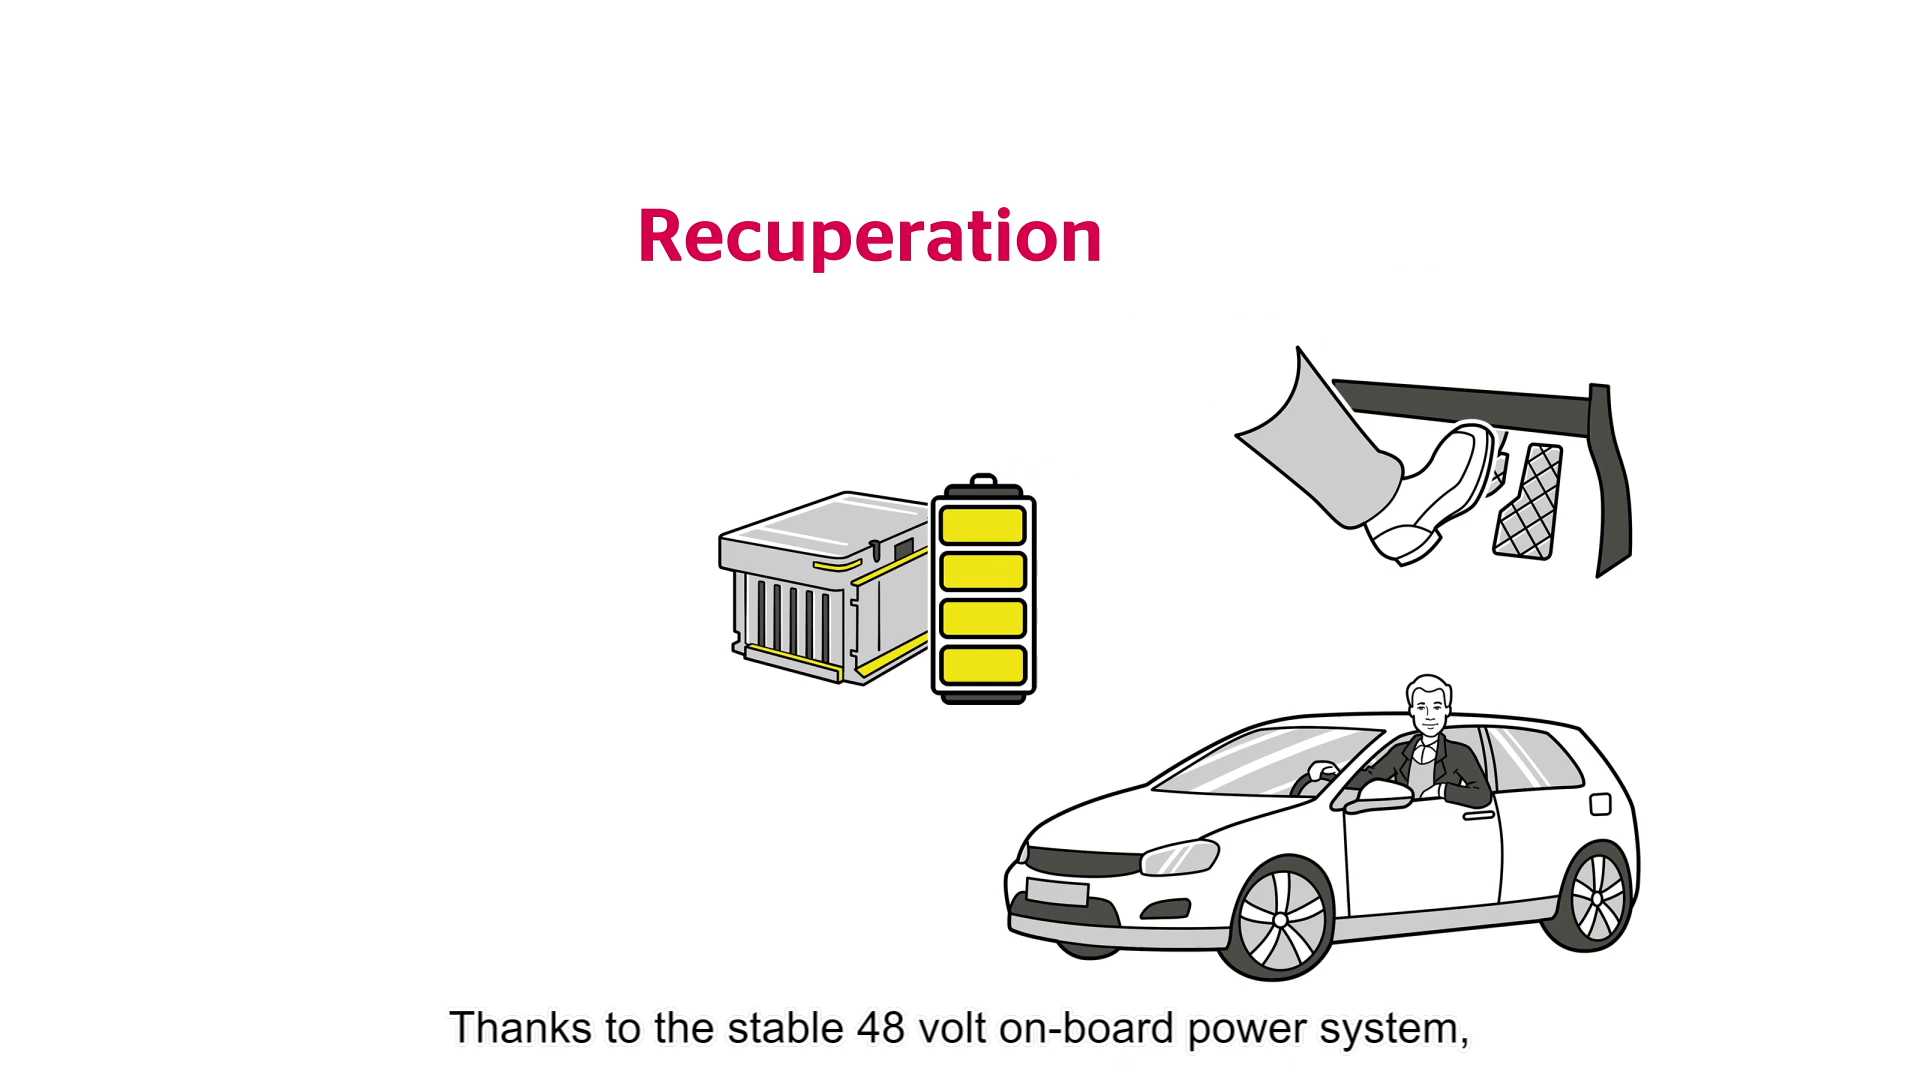 Recuperation
Thanks to the stable 48 volt on-board power system,